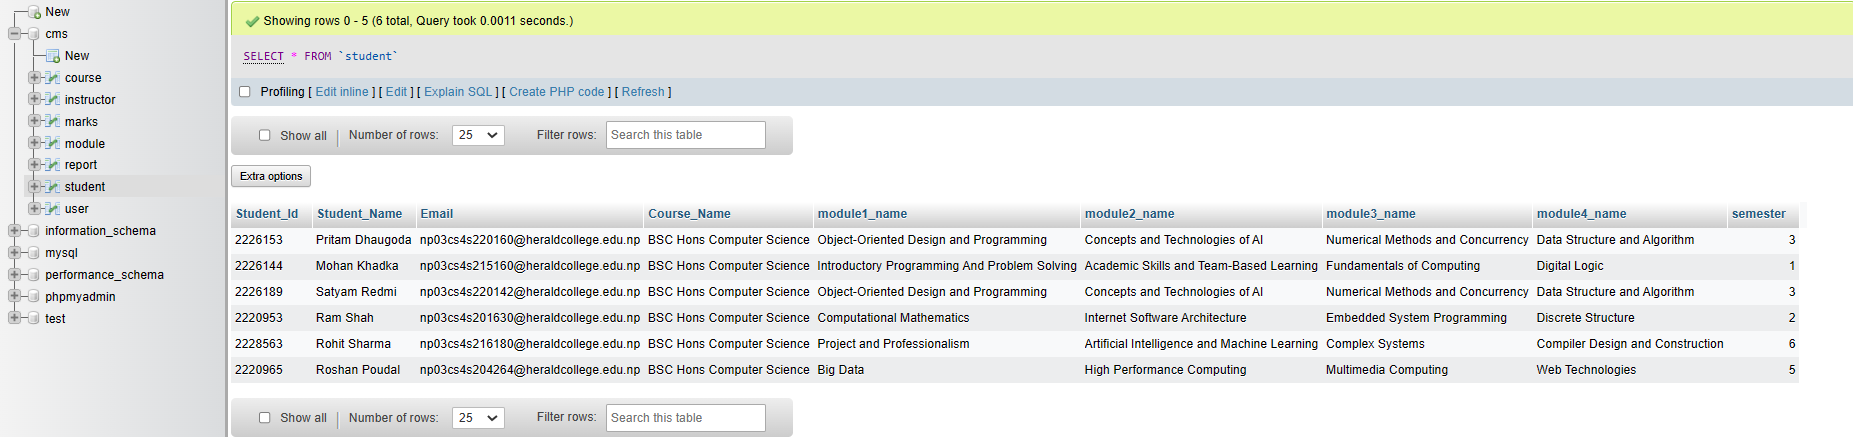 New
cms
New
course
instructor
marks
module
report
student
user
information_schema
mysql
performance_schema
phpmyadmin
test
Showing rows 0 - 5 (6 total, Query took 0.0011 seconds.)
SELECT * FROM `student`
Profiling [ Edit inline ] [ Edit ] [ Explain SQL ] [ Create PHP code ] [ Refresh ]
Show all | Number of rows: 25 Filter rows: Search this table
Extra options
Student_Id Student_Name Email Course_Name module1_name module2_name module3_name module4_name semester
2226153 Pritam Dhaugoda np03cs4s220160@heraldcollege.edu.np BSC Hons Computer Science Object-Oriented Design and Programming Concepts and Technologies of AI Numerical Methods and Concurrency Data Structure and Algorithm 3
2226144 Mohan Khadka np03cs4s215160@heraldcollege.edu.np BSC Hons Computer Science Introductory Programming And Problem Solving Academic Skills and Team-Based Learning Fundamentals of Computing Digital Logic 1
2226189 Satyam Redmi np03cs4s220142@heraldcollege.edu.np BSC Hons Computer Science Object-Oriented Design and Programming Concepts and Technologies of AI Numerical Methods and Concurrency Data Structure and Algorithm 3
2220953 Ram Shah np03cs4s201630@heraldcollege.edu.np BSC Hons Computer Science Computational Mathematics Internet Software Architecture Embedded System Programming Discrete Structure 2
2228563 Rohit Sharma np03cs4s216180@heraldcollege.edu.np BSC Hons Computer Science Project and Professionalism Artificial Intelligence and Machine Learning Complex Systems Compiler Design and Construction 6
2220965 Roshan Poudal np03cs4s204264@heraldcollege.edu.np BSC Hons Computer Science Big Data High Performance Computing Multimedia Computing Web Technologies 5
Show all | Number of rows: 25 Filter rows: Search this table